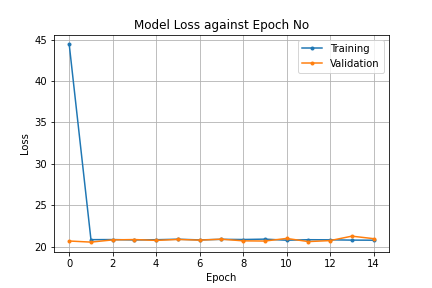 Model Loss against Epoch No
45
40
35
30
25
20
Loss
Training
Validation
0 2 4 6 8 10 12 14
Epoch